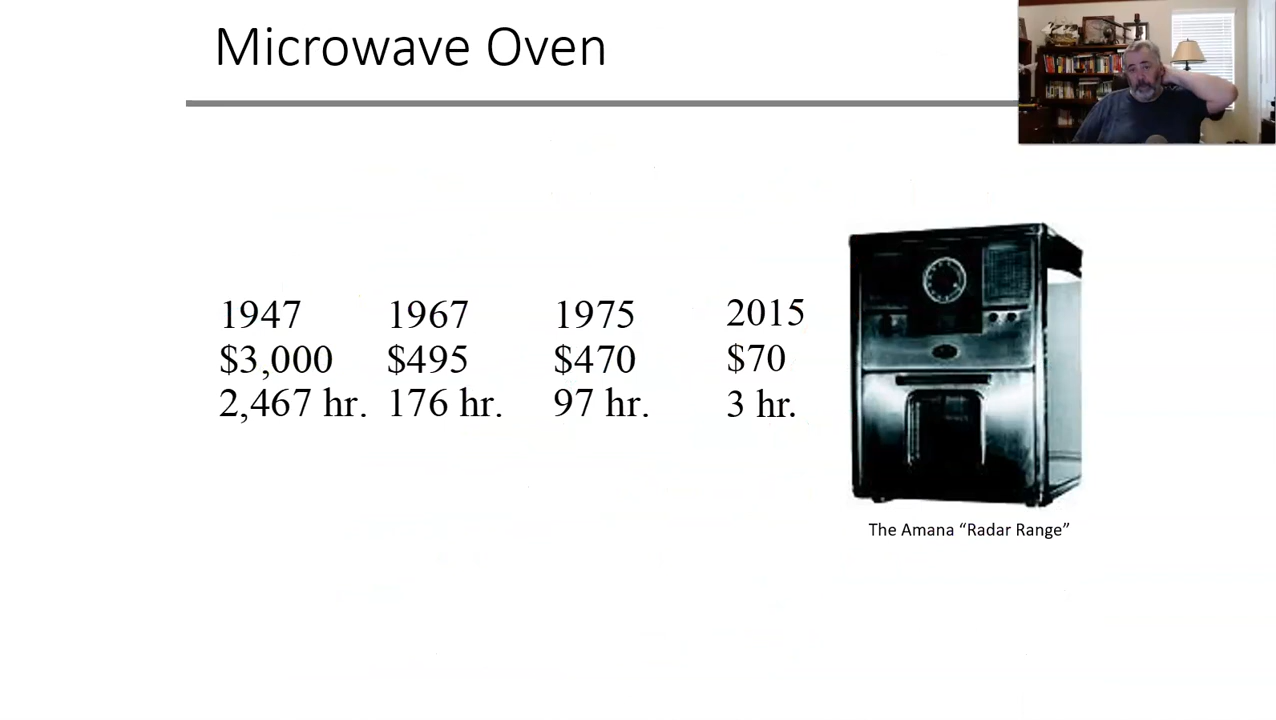 Microwave Oven
1947 1967 1975 2015
$3,000 $495 $470 $70
2,467 hr. 176 hr. 97 hr. 3 hr.
The Amana “Radar Range”